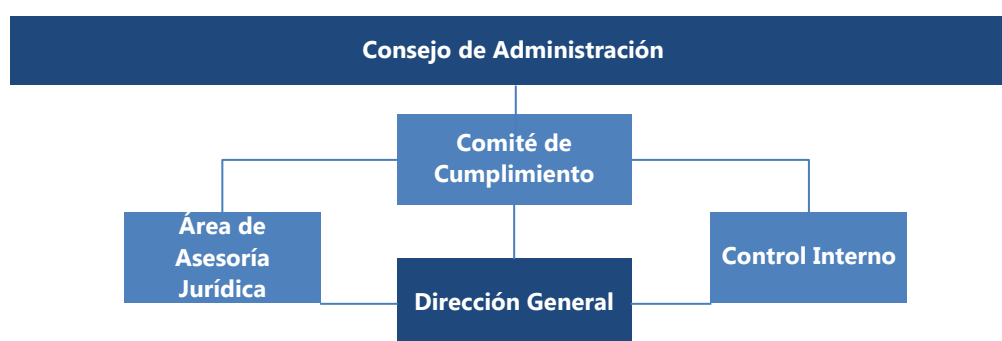 Consejo de Administración
Comité de
Cumplimiento
Área de
Asesoría
Jurídica
Control Interno
Dirección General